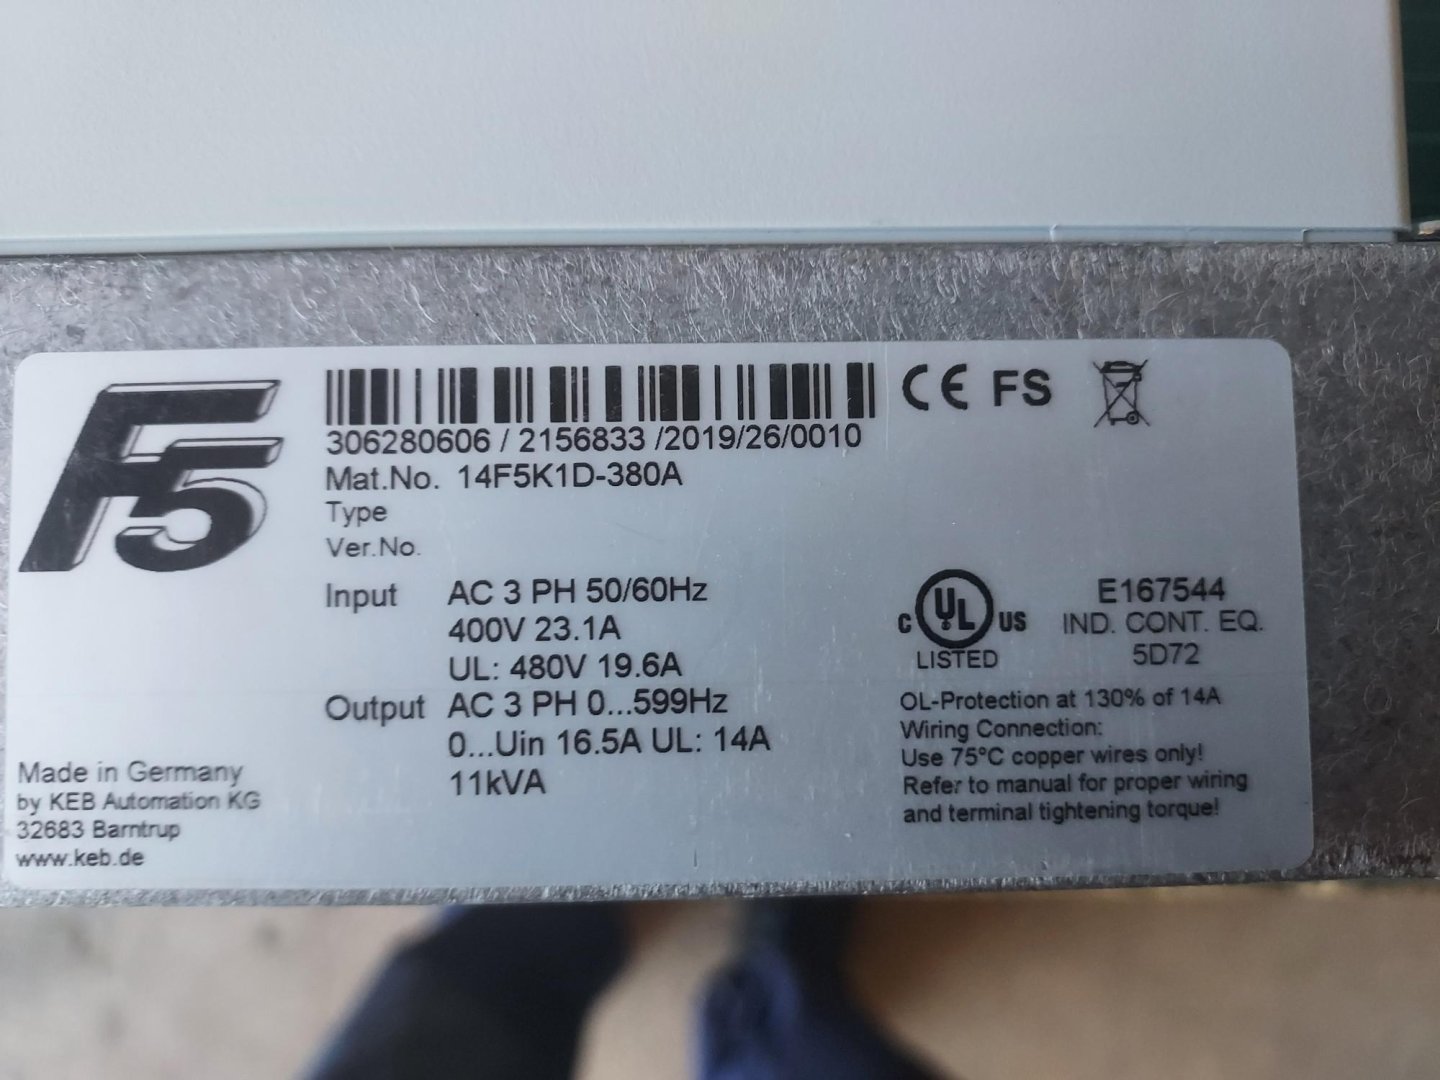 F5
306280606 / 2156833 /2019/26/0010
CE FS
Mat.No. 14F5K1D-380A
Type
Ver.No.
Input AC 3 PH 50/60Hz
400V 23.1A
UL: 480V 19.6A
Output AC 3 PH 0...599Hz
0...Uin 16.5A UL: 14A
11kVA
Made in Germany
by KEB Automation KG
32683 Barntrup
www.keb.de
C UL US
LISTED
E167544
IND. CONT. EQ.
5D72
OL-Protection at 130% of 14A
Wiring Connection:
Use 75°C copper wires only!
Refer to manual for proper wiring
and terminal tightening torque!